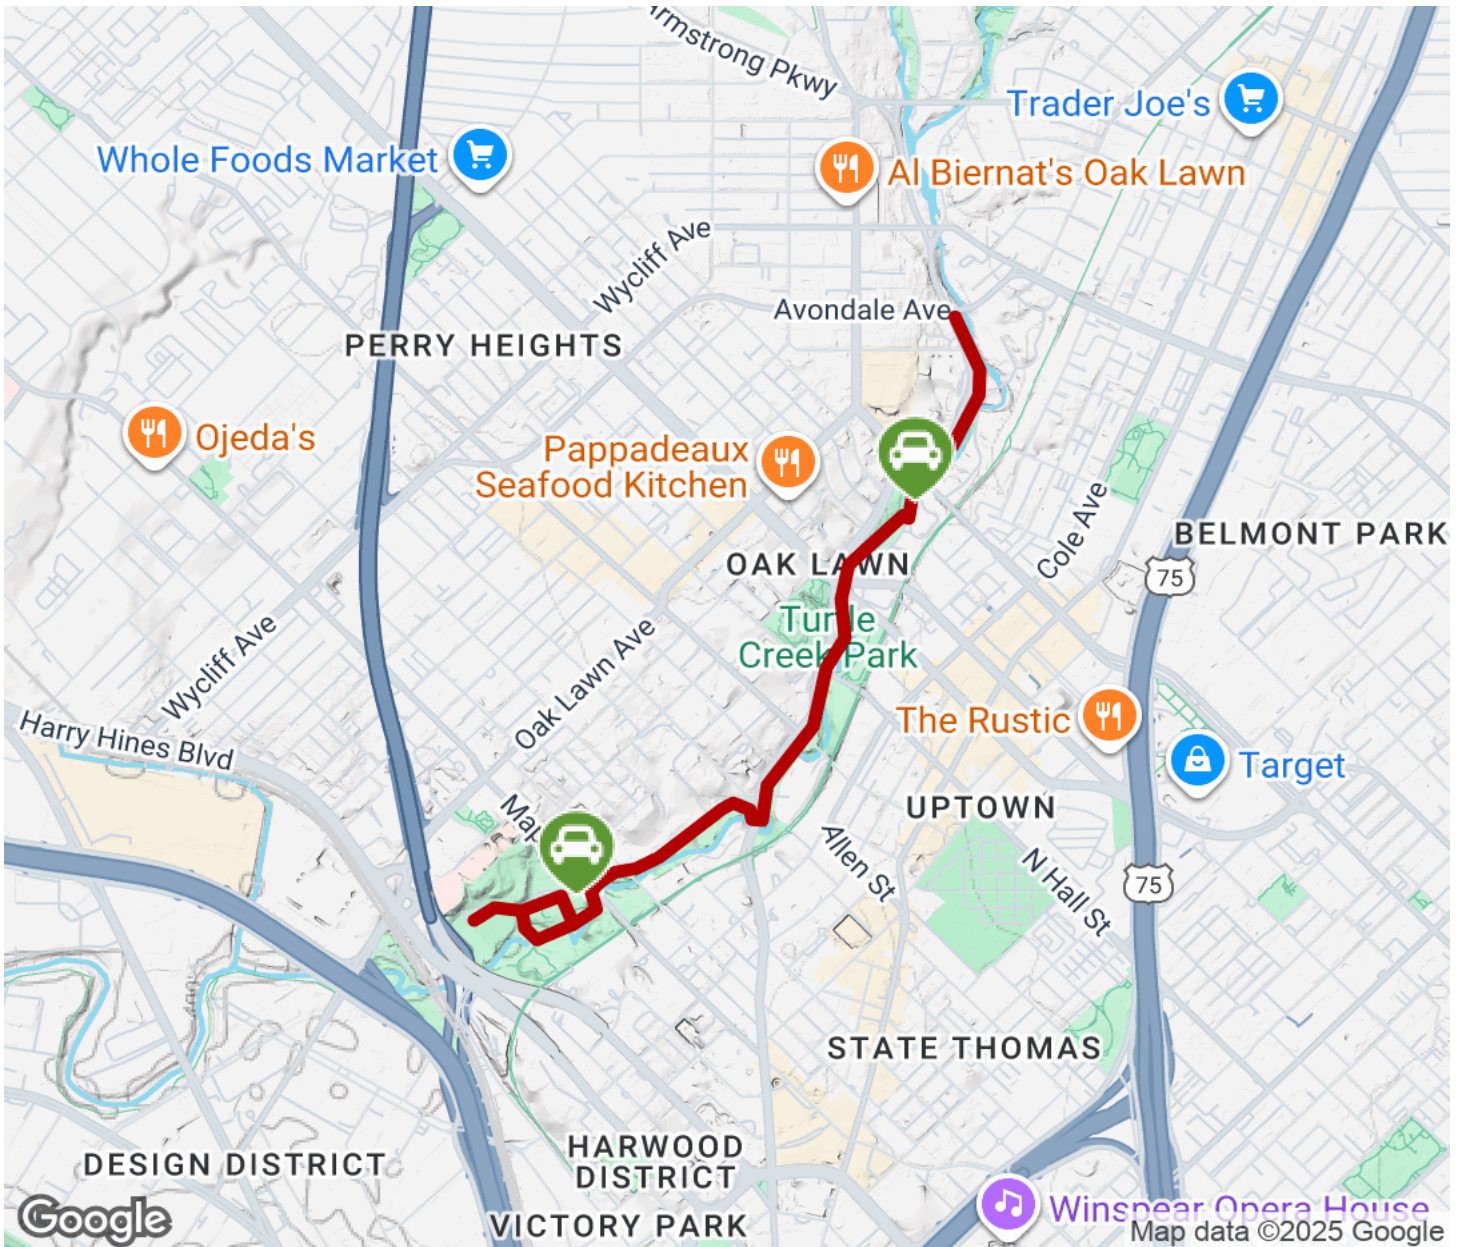 Armstrong Pkwy
Trader Joe's
Whole Foods Market
Al Biernat's Oak Lawn
Wycliff Ave
Avondale Ave
PERRY HEIGHTS
Ojeda's
Pappadeaux
Seafood Kitchen
Cole Ave
BELMONT PARK
OAK LAWN
75
Turtle
Creek Park
Wycliff Ave
Oak Lawn Ave
The Rustic
Harry Hines Blvd
Target
UPTOWN
Allen St
N Hall St
75
STATE THOMAS
HARWOOD
DISTRICT
DESIGN DISTRICT
VICTORY PARK
Winspear Opera House
Google
Map data ©2025 Google